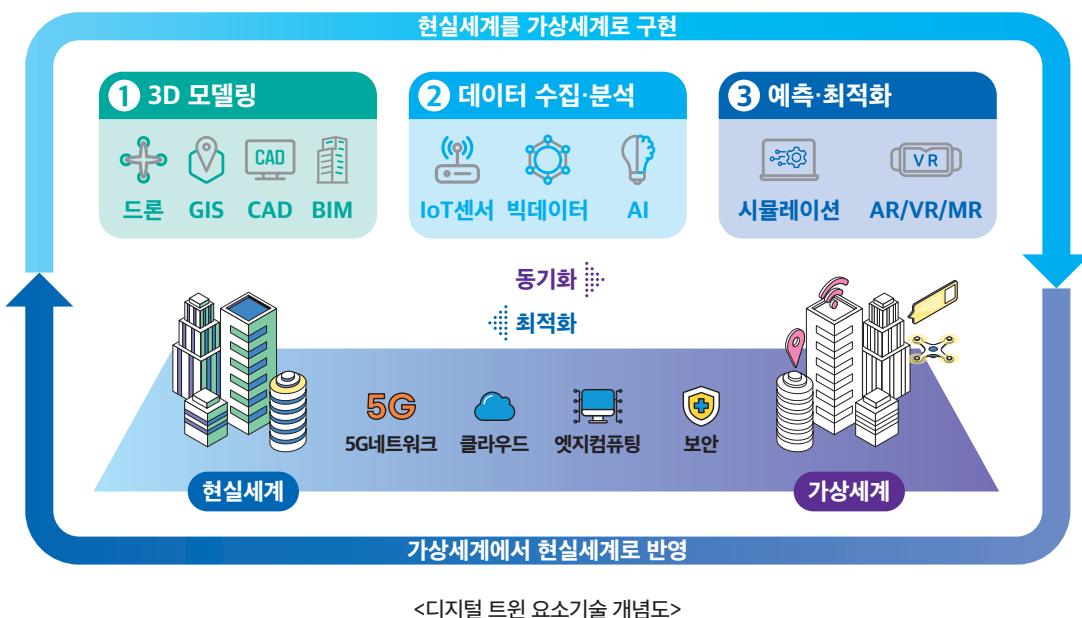 현실세계를 가상세계로 구현
1 3D 모델링
드론 GIS CAD BIM
CAD
2 데이터 수집·분석
IoT센서 빅데이터 AI
3 예측·최적화
VR
시뮬레이션 AR/VR/MR
동기화
최적화
5G
5G네트워크 클라우드 엣지컴퓨팅 보안
현실세계
가상세계
가상세계에서 현실세계로 반영
<디지털 트윈 요소기술 개념도>